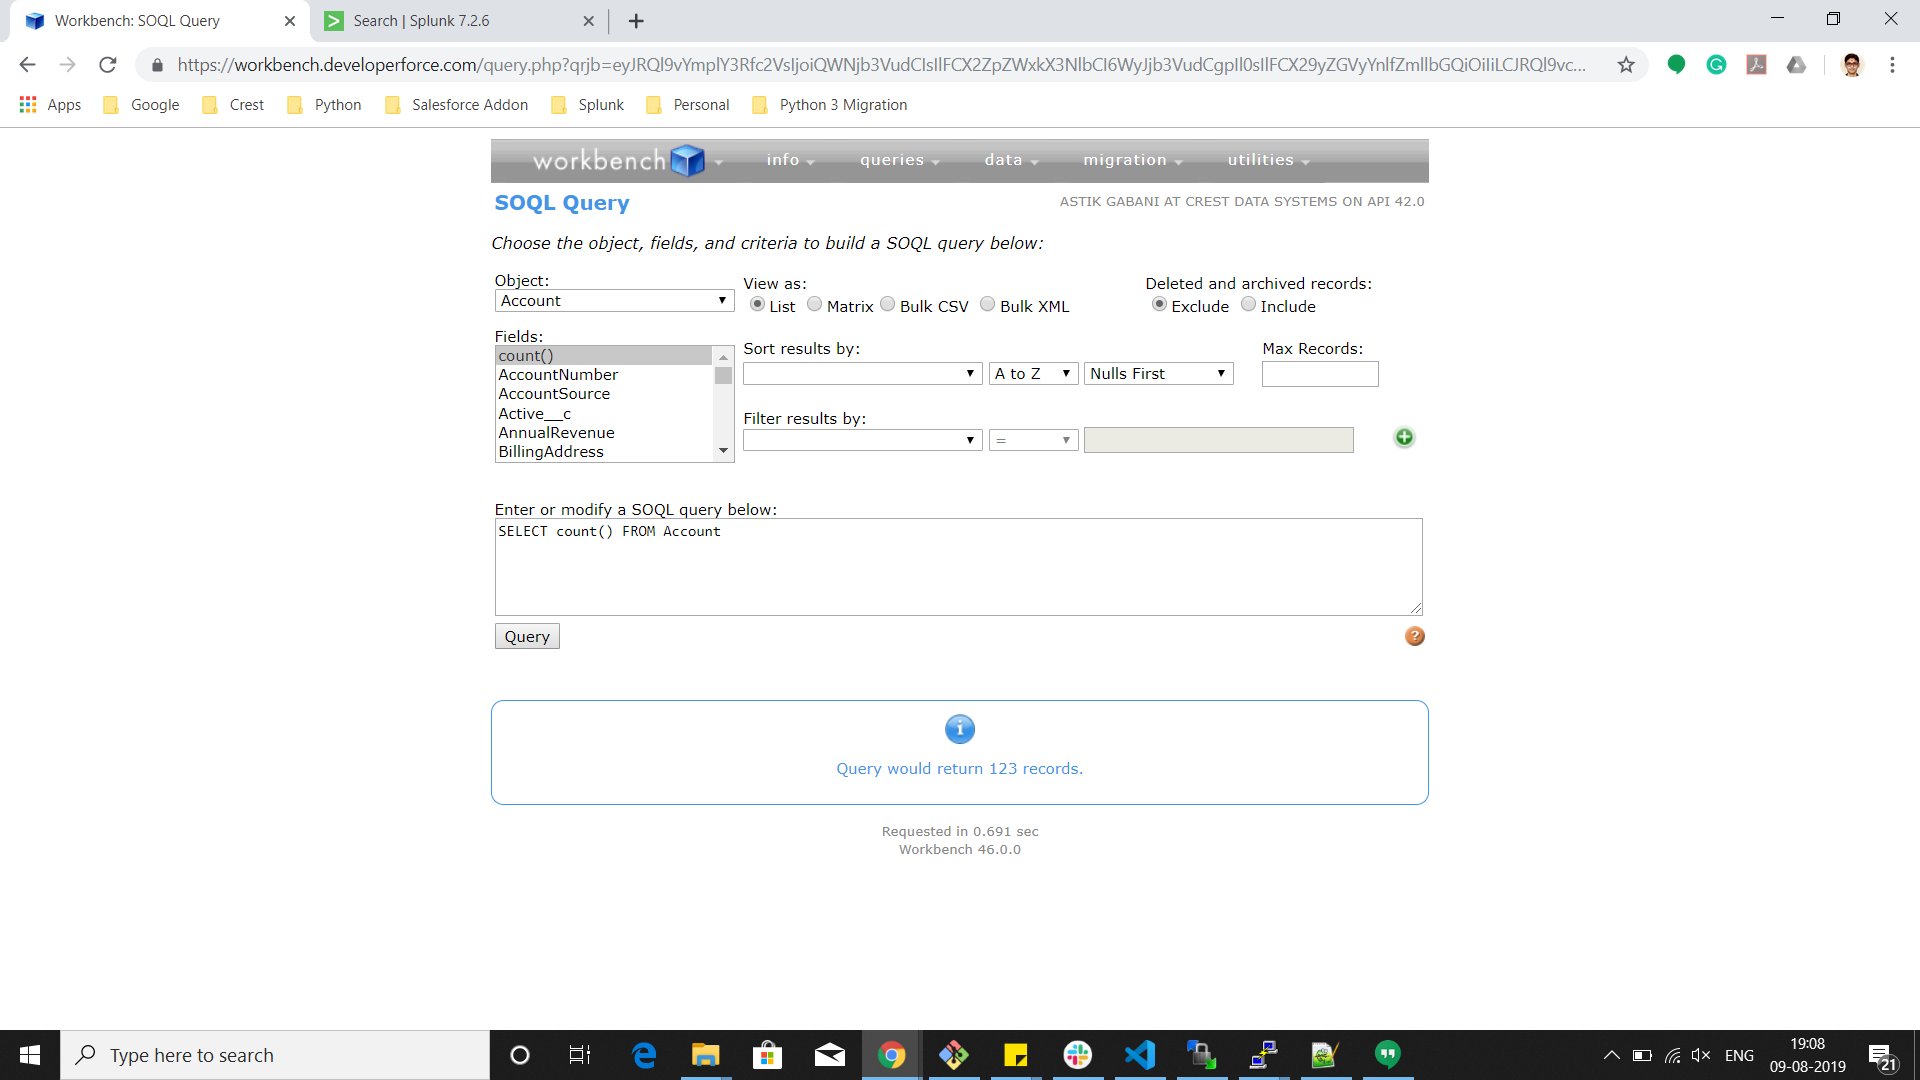 Workbench: SOQL Query
Search | Splunk 7.2.6
https://workbench.developerforce.com/query.php?qrjb=eyJRQl9vYmplY3Rfc2VsIjoiQWNjb3VudCIsIlFCX2ZpZWxkX3NlbCI6WyJjb3VudCgpIl0sIlFCX29yZGVyYnlfZmllbGQiOiIiLCJRQl9vc...
Apps Google Crest Python Salesforce Addon Splunk Personal Python 3 Migration
workbench info queries data migration utilities
SOQL Query
ASTIK GABANI AT CREST DATA SYSTEMS ON API 42.0
Choose the object, fields, and criteria to build a SOQL query below:
Object:
Account
View as:
List Matrix Bulk CSV Bulk XML
Deleted and archived records:
Exclude Include
Fields:
count()
AccountNumber
AccountSource
Active__c
AnnualRevenue
BillingAddress
Sort results by:
A to Z
Nulls First
Max Records:
Filter results by:
=
Enter or modify a SOQL query below:
SELECT count() FROM Account
Query
?
i
Query would return 123 records.
Requested in 0.691 sec
Workbench 46.0.0
Type here to search
ENG
19:08
09-08-2019
21